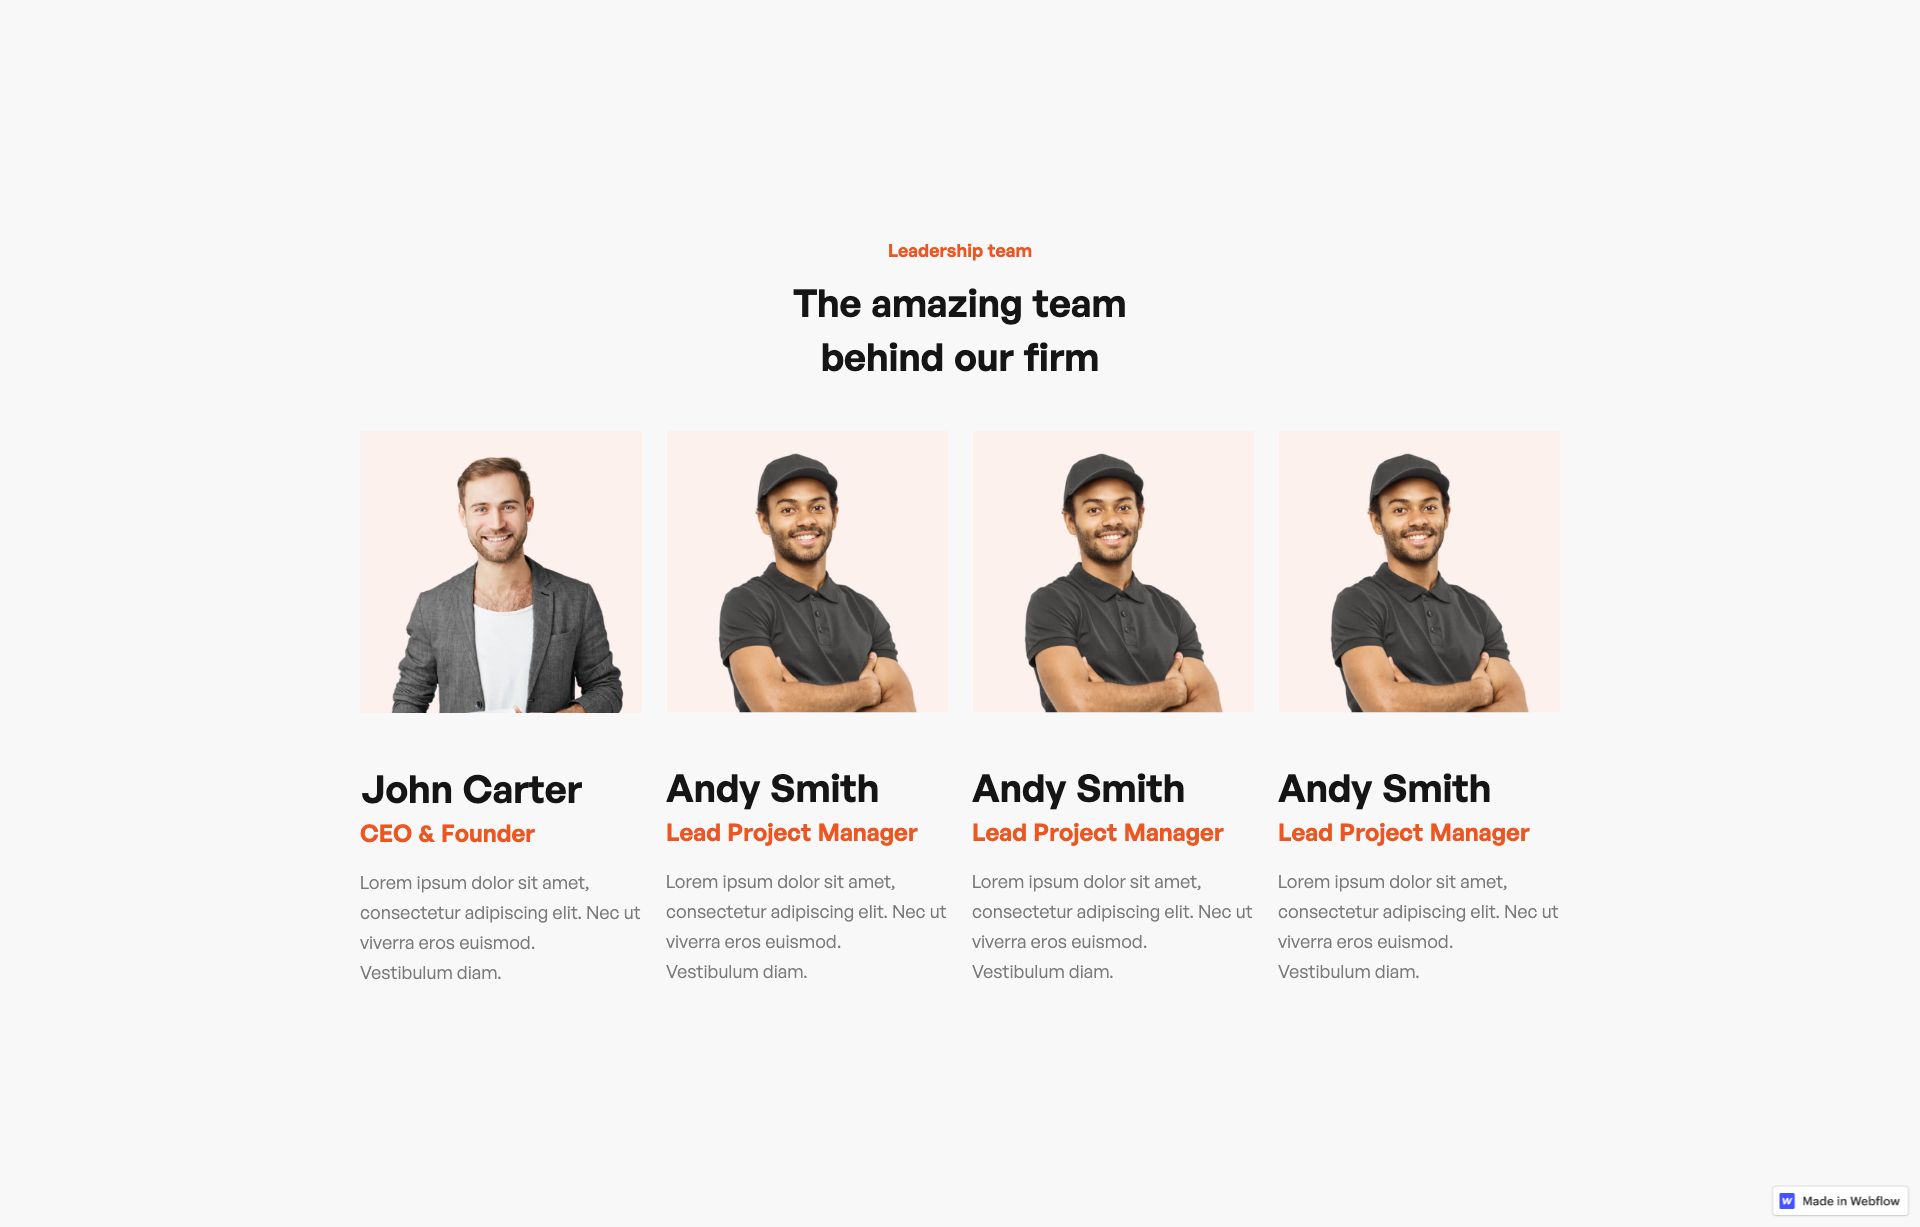 Leadership team
The amazing team
behind our firm
John Carter
CEO & Founder
Lorem ipsum dolor sit amet,
consectetur adipiscing elit. Nec ut
viverra eros euismod.
Vestibulum diam.
Andy Smith
Lead Project Manager
Lorem ipsum dolor sit amet,
consectetur adipiscing elit. Nec ut
viverra eros euismod.
Vestibulum diam.
Andy Smith
Lead Project Manager
Lorem ipsum dolor sit amet,
consectetur adipiscing elit. Nec ut
viverra eros euismod.
Vestibulum diam.
Andy Smith
Lead Project Manager
Lorem ipsum dolor sit amet,
consectetur adipiscing elit. Nec ut
viverra eros euismod.
Vestibulum diam.
Made in Webflow